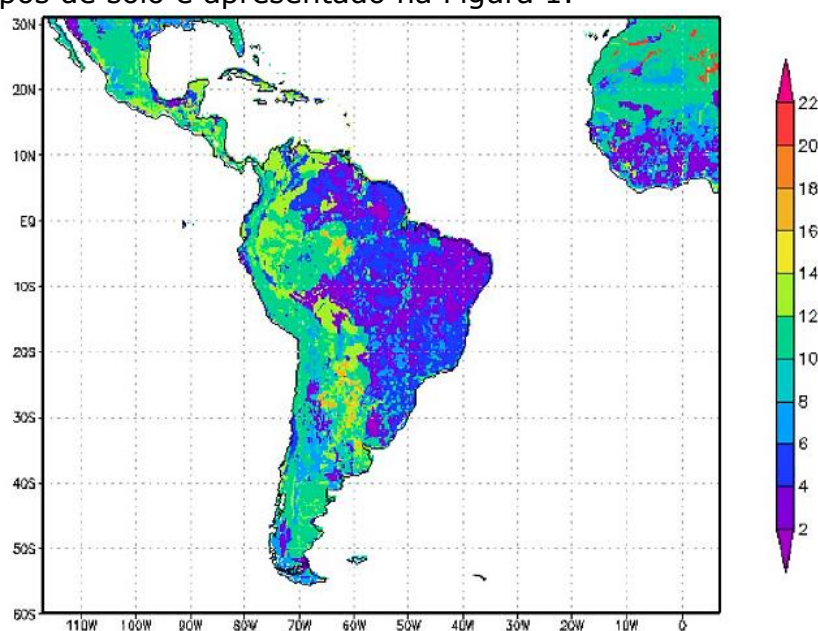 pos de solo é apresentado na Figura 1.
30N
20N
10N
EQ
10S
20S
30S
40S
50S
60S
110W 100W 90W 80W 70W 60W 50W 40W 30W 20W 10W 0
22
20
18
16
14
12
10
8
6
4
2